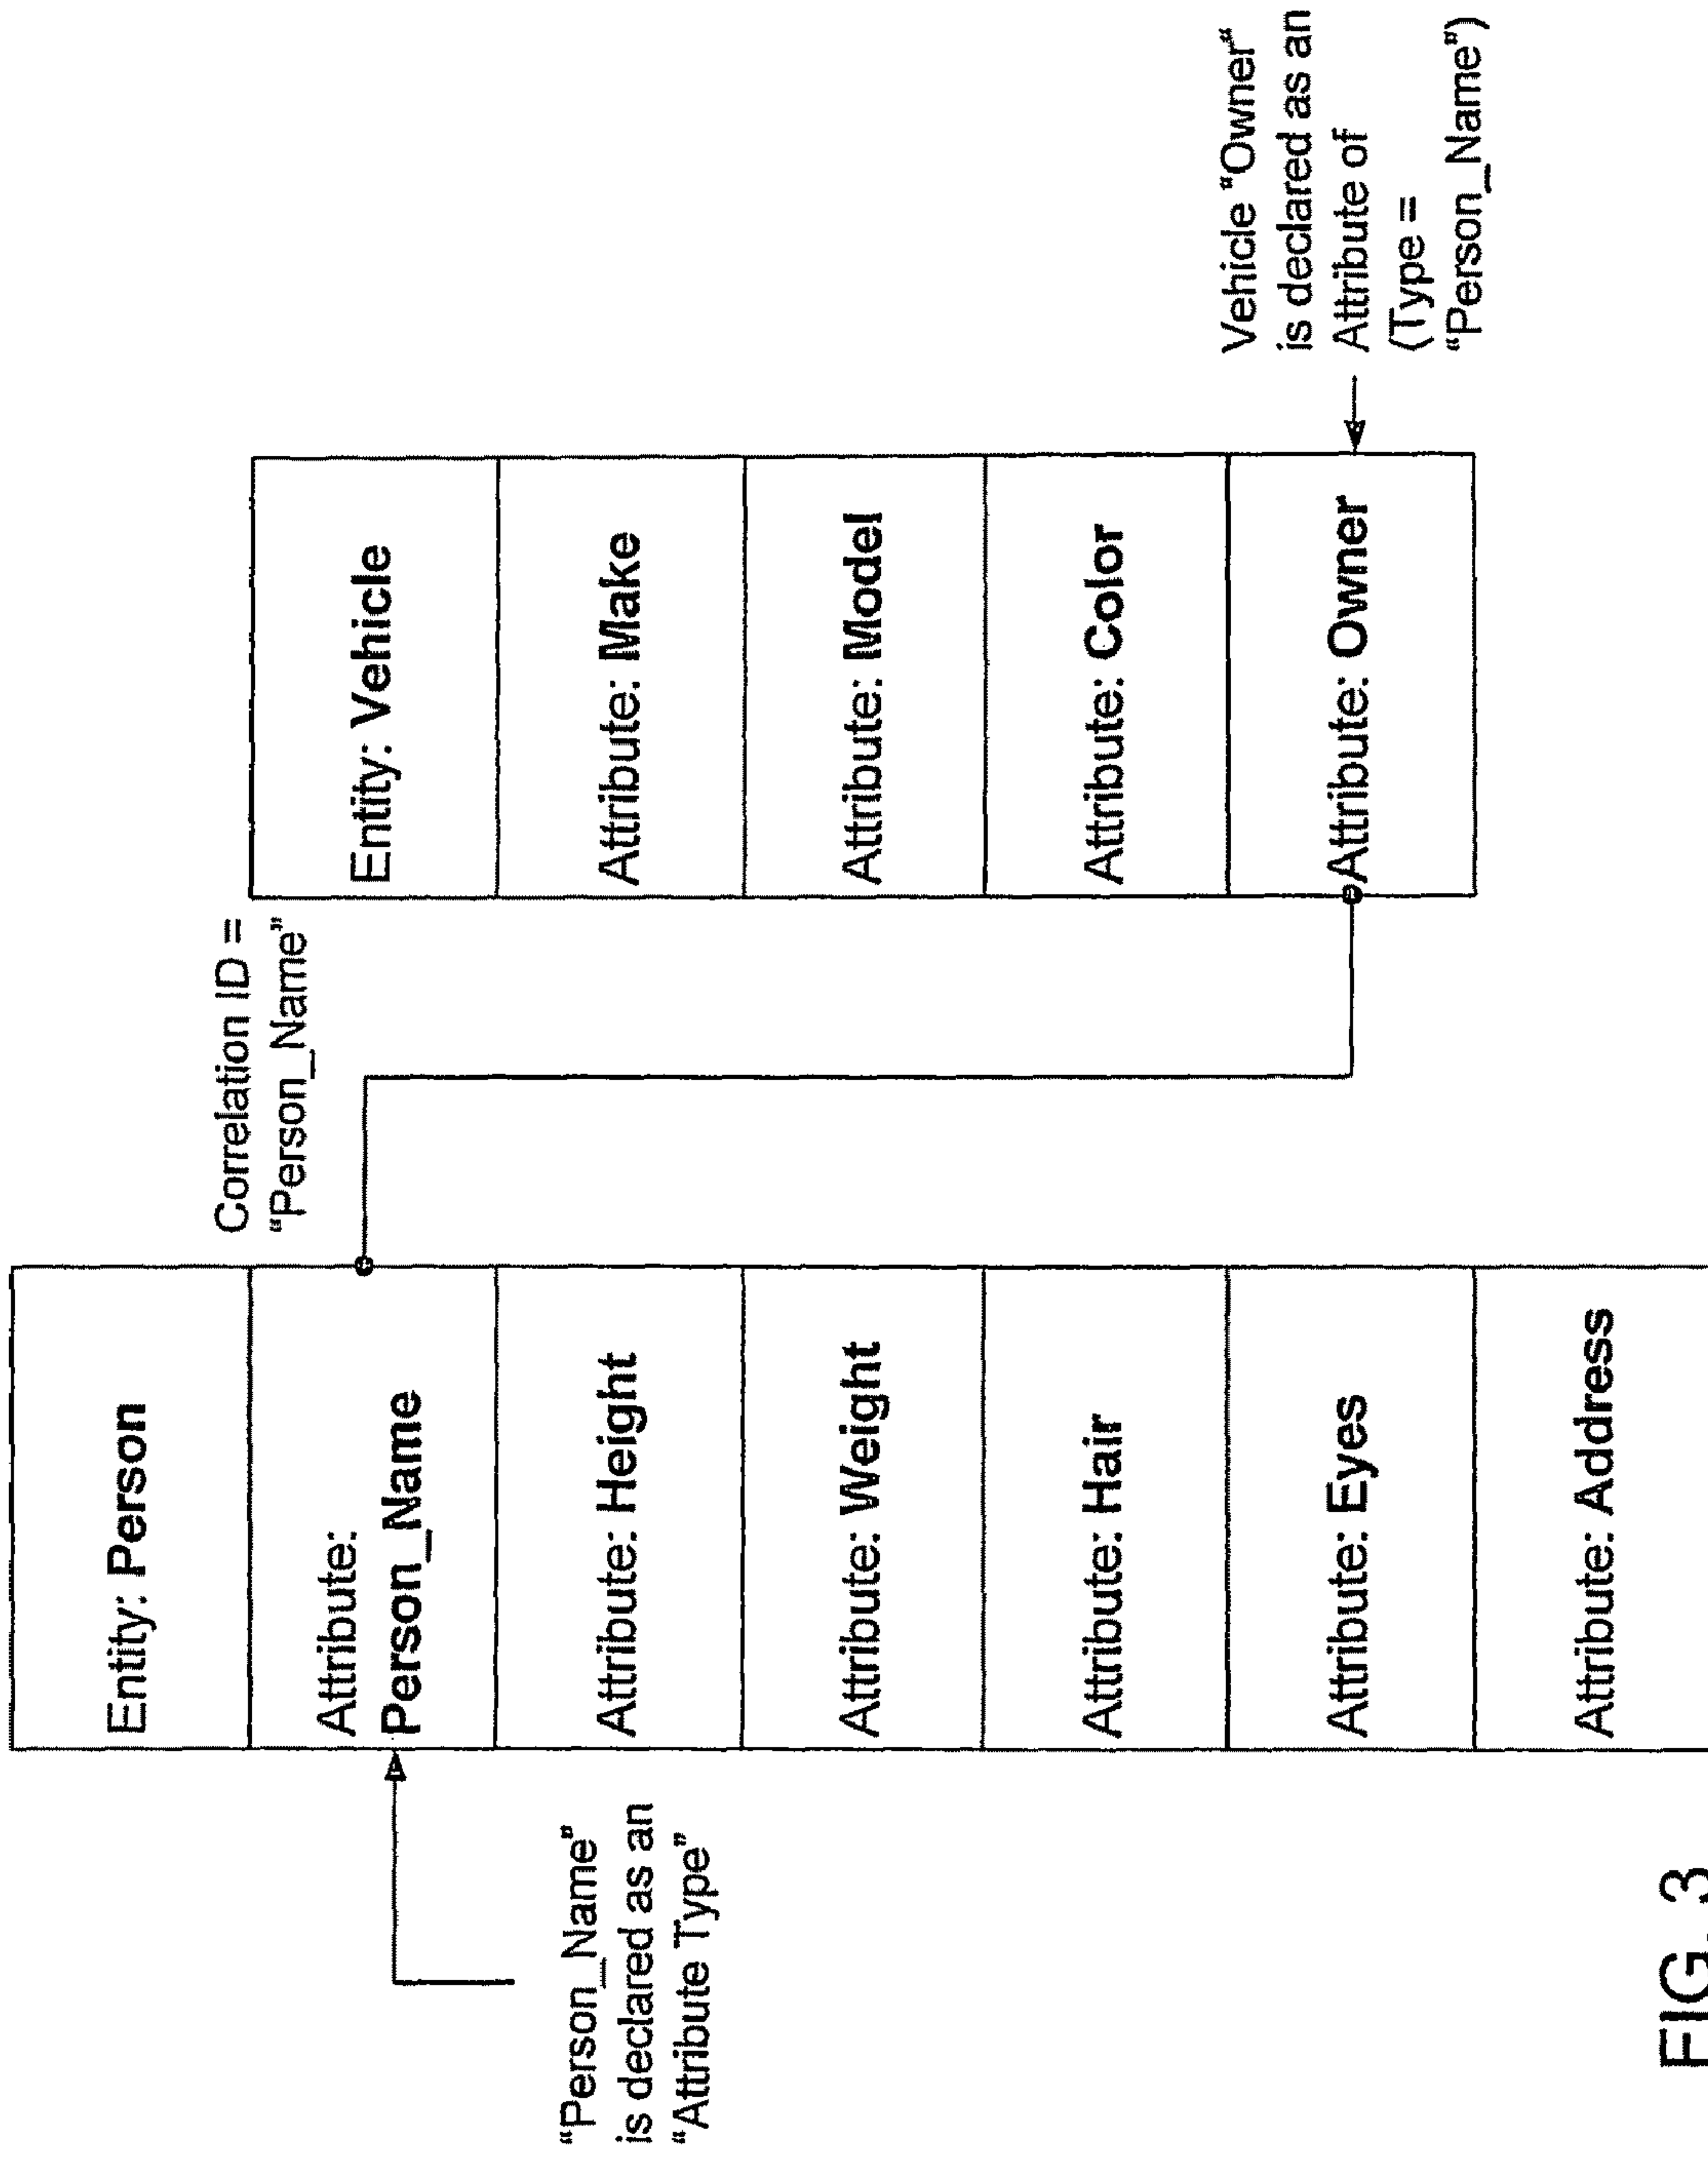 "Person_Name"
is declared as an
"Attribute Type"
Entity: Person
Attribute:
Person_Name
Attribute: Height
Attribute: Weight
Attribute: Hair
Attribute: Eyes
Attribute: Address
Correlation ID =
"Person_Name"
Entity: Vehicle
Attribute: Make
Attribute: Model
Attribute: Color
Attribute: Owner
Vehicle "Owner"
is declared as an
Attribute of
(Type =
"Person_Name")
FIG. 3